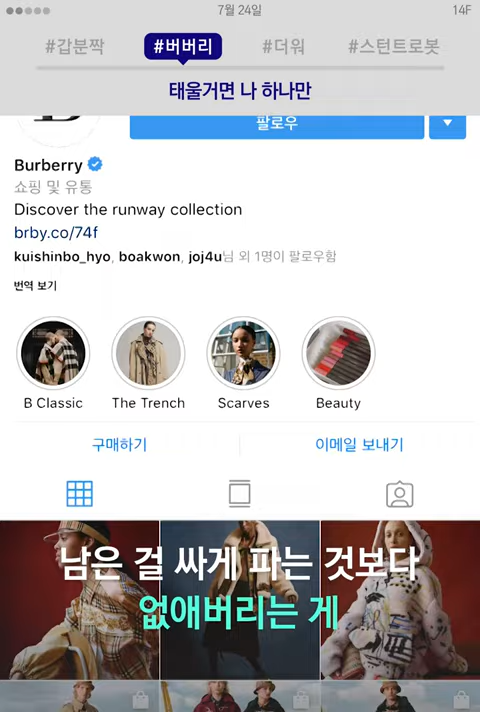 7월 24일
14F
#갑분짝 #버버리 #더워 #스턴트로봇
태울거면 나 하나만
팔로우
Burberry
쇼핑 및 유통
Discover the runway collection
brby.co/74f
kuishinbo_hyo, boakwon, joj4u님 외 1명이 팔로우함
번역 보기
B Classic The Trench Scarves Beauty
구매하기 이메일 보내기
남은 걸 싸게 파는 것보다
없애버리는 게